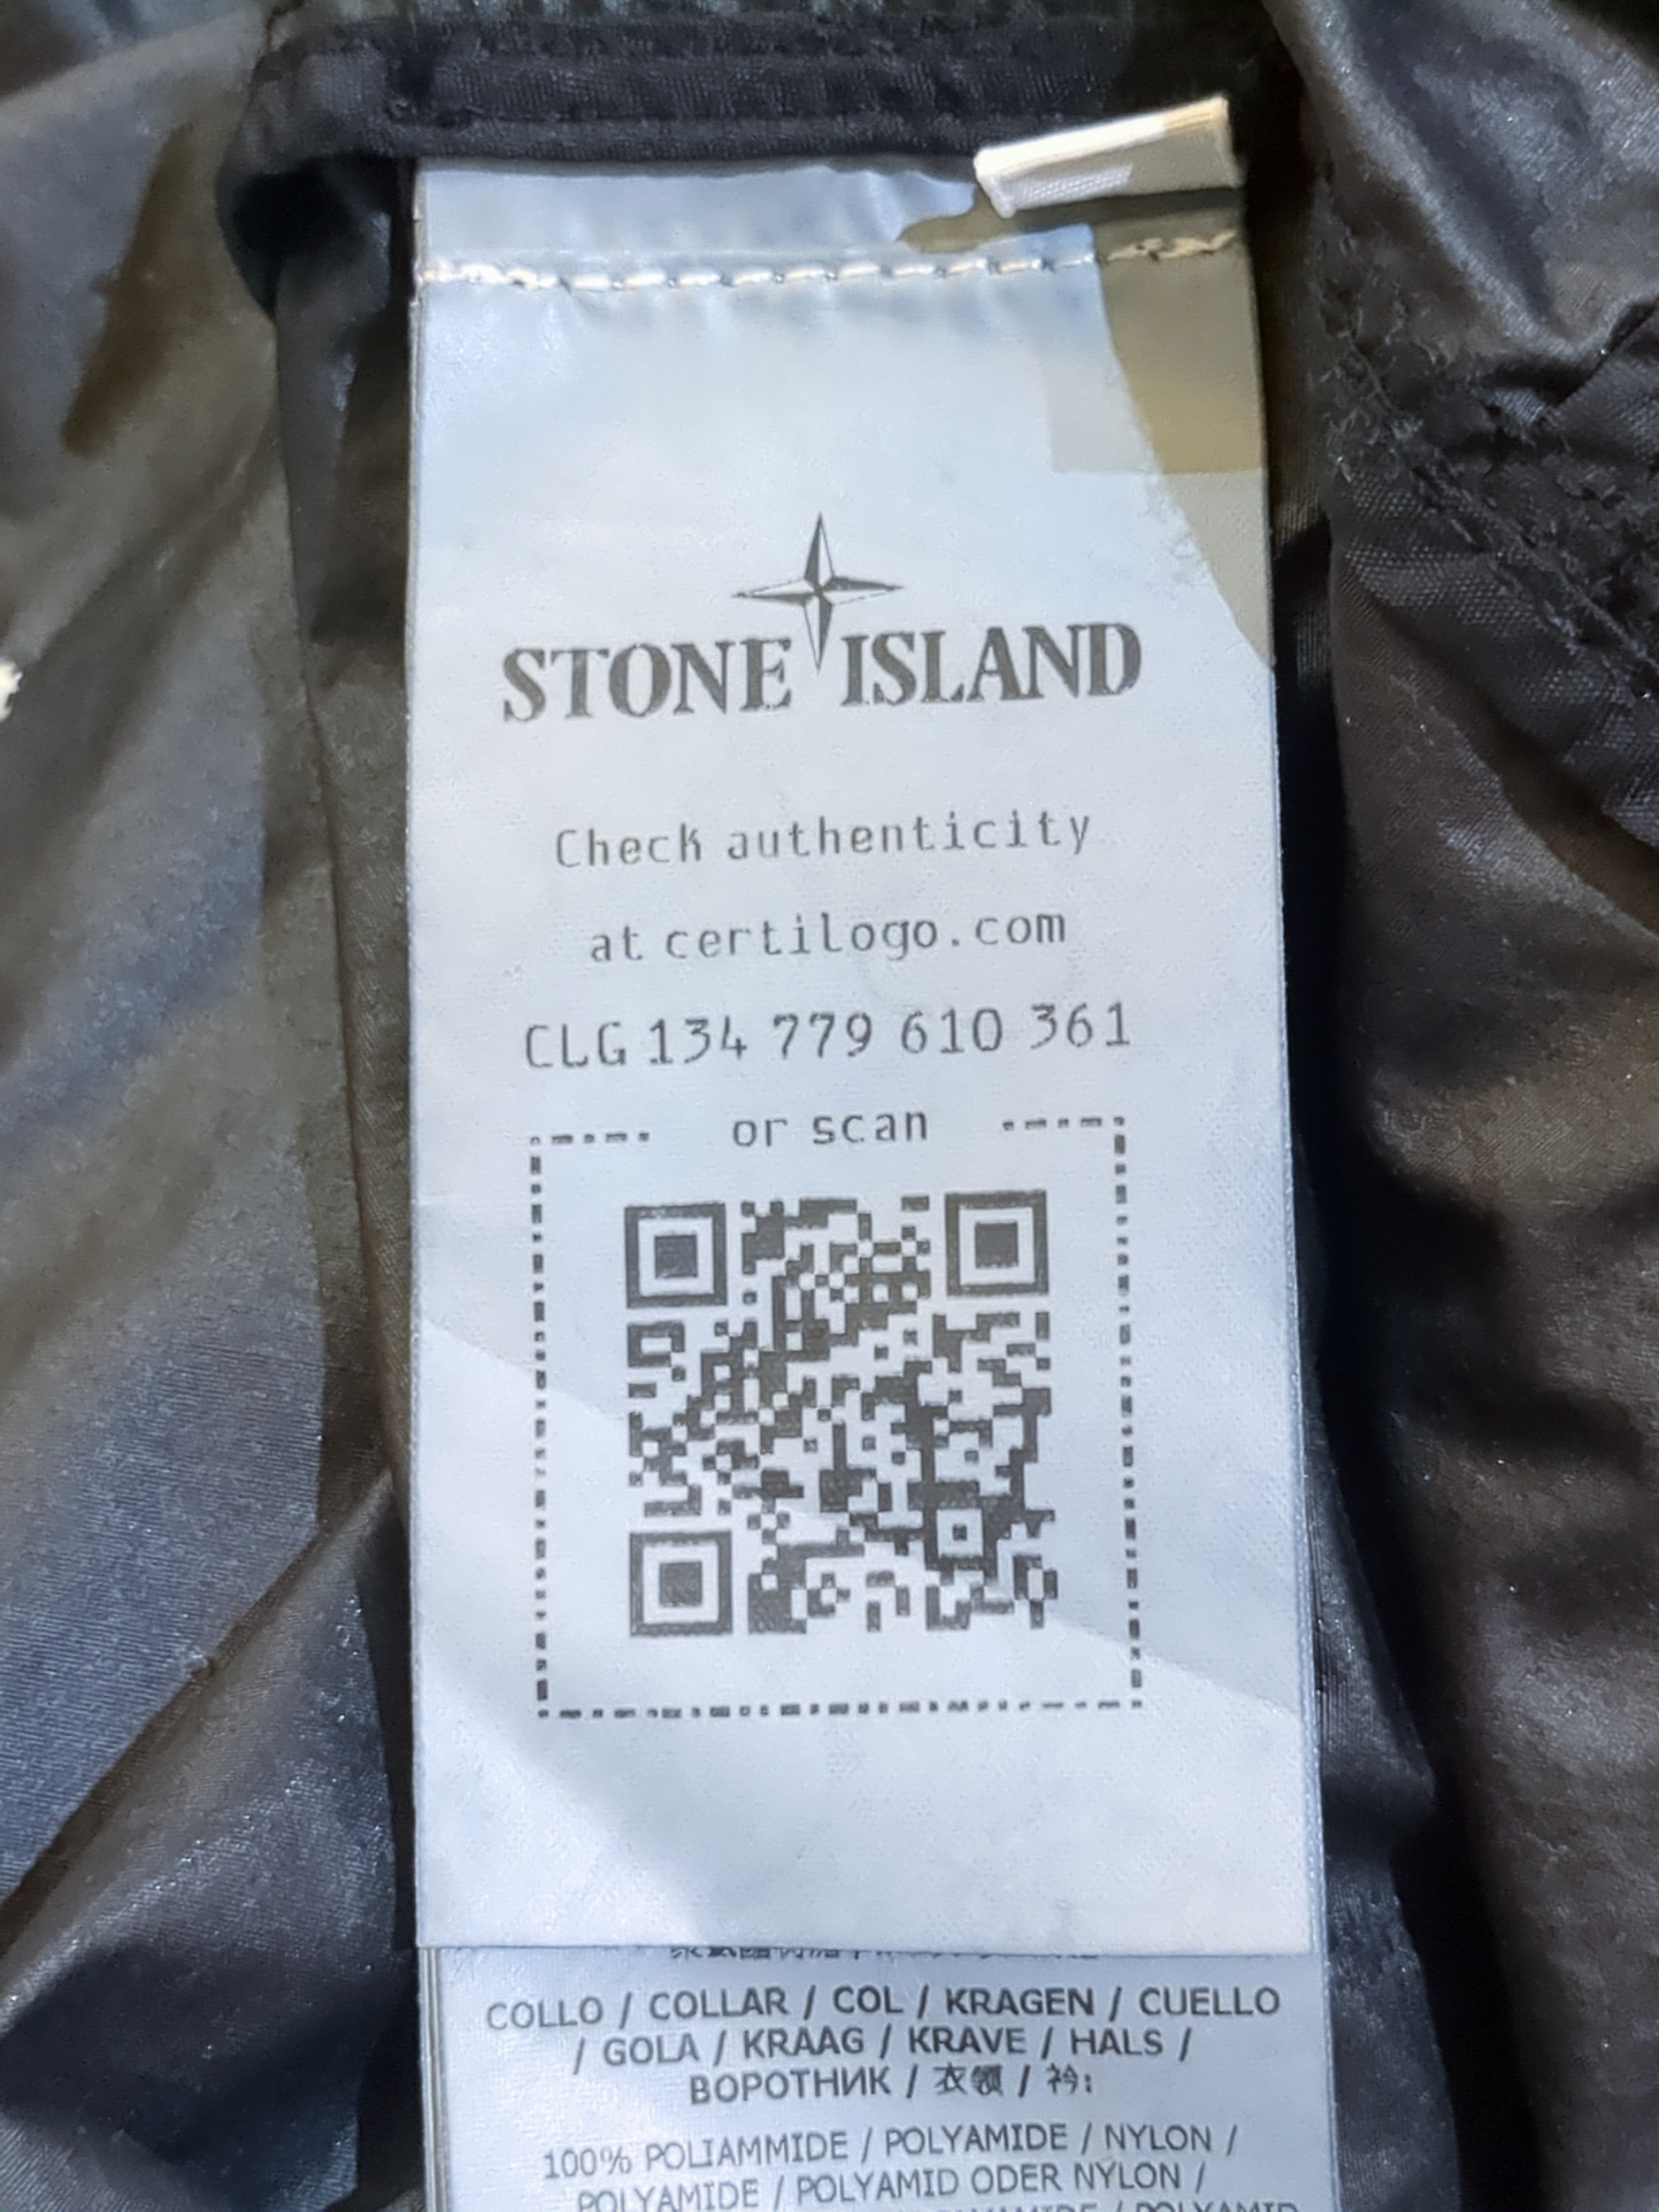 STONE ISLAND
Check authenticity
at certilogo.com
CLG 134 779 610 361
or scan
COLLO / COLLAR / COL / KRAGEN / CUELLO
/ GOLA / KRAAG / KRAVE / HALS /
ВОРОТНИК / 衣领 / 衿:
100% POLIAMMIDE / POLYAMIDE / NYLON /
POLYAMIDE / POLYAMID ODER NYLON /